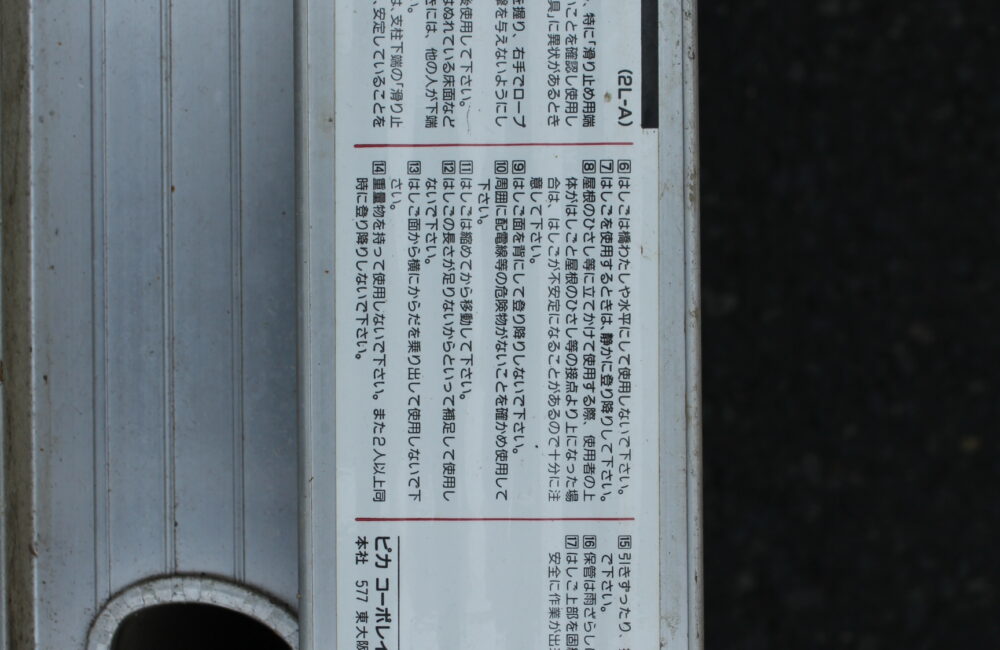 (2L-A)
、特に「滑り止め用端
いことを確認し使用し
具」に異状があるとき
を握り、右手でロープ
を与えないようにし
後使用して下さい。
はぬれている床面など
きには、他の人が下端
い。
は、支柱下端の「滑り止
、安定していることを
⑥はしごは橋わたしや水平にして使用しないで下さい。
⑦はしごを使用するときは、静かに登り降りして下さい。
⑧屋根のひさし等に立てかけて使用する際、使用者の上
体がはしごと屋根のひさし等の接点より上になった場
合は、はしごが不安定になることがあるので十分に注
意して下さい。
⑨はしご面を背にして登り降りしないで下さい。
⑩周囲に配電線等の危険物がないことを確かめ使用して
下さい。
⑪はしごは縮めてから移動して下さい。
⑫はしごの長さが足りないからといって補足して使用し
ないで下さい。
⑬はしご面から横にからだを乗り出して使用しないで下
さい。
⑭重量物を持って使用しないで下さい。また2人以上同
時に登り降りしないで下さい。
⑮引きずったり、
で下さい。
⑯保管は雨ざらし
⑰はしご上部を固
安全に作業が出
ピカ コーポレイ
本社 577 東大阪